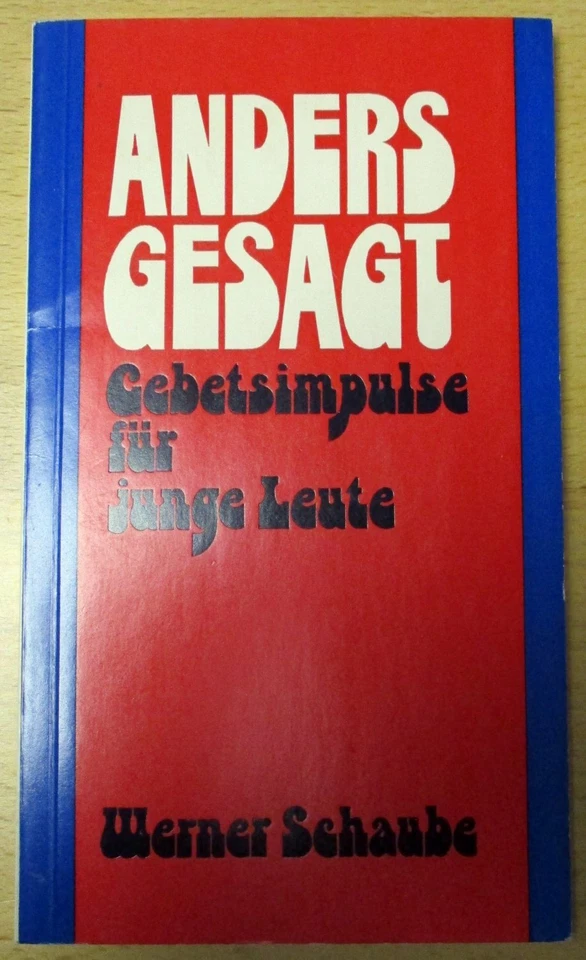 ANDERS
GESAGT
Gebetsimpulse
für
junge Leute
Werner Schaube